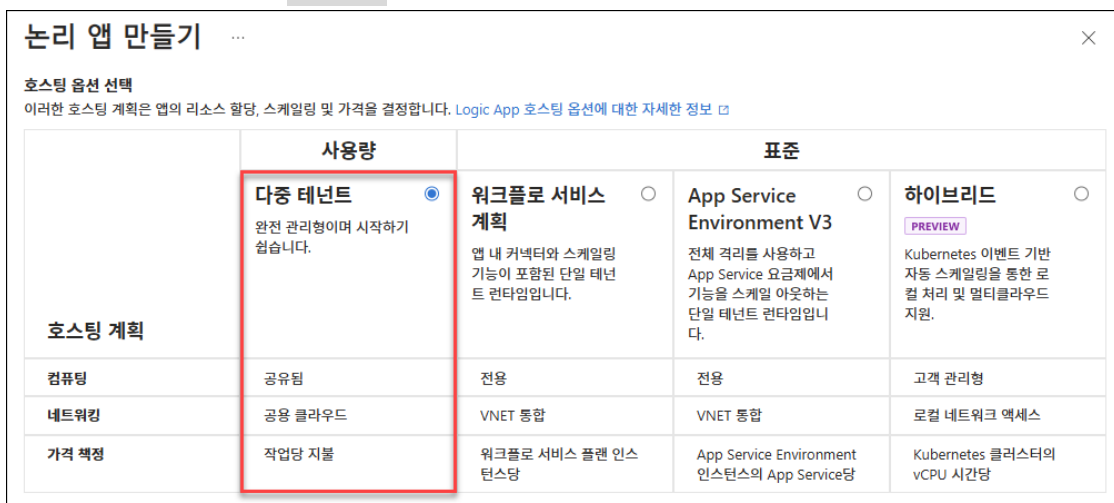 논리 앱 만들기 ...
호스팅 옵션 선택
이러한 호스팅 계획은 앱의 리소스 할당, 스케일링 및 가격을 결정합니다. Logic App 호스팅 옵션에 대한 자세한 정보
사용량
표준
호스팅 계획
다중 테넌트
완전 관리형이며 시작하기
쉽습니다.
워크플로 서비스
계획
앱 내 커넥터와 스케일링
기능이 포함된 단일 테넌
트 런타임입니다.
App Service
Environment V3
전체 격리를 사용하고
App Service 요금제에서
기능을 스케일 아웃하는
단일 테넌트 런타임입니
다.
하이브리드
PREVIEW
Kubernetes 이벤트 기반
자동 스케일링을 통한 로
컬 처리 및 멀티클라우드
지원.
컴퓨팅
공유됨
전용
전용
고객 관리형
네트워킹
공용 클라우드
VNET 통합
VNET 통합
로컬 네트워크 액세스
가격 책정
작업당 지불
워크플로 서비스 플랜 인스
턴스당
App Service Environment
인스턴스의 App Service당
Kubernetes 클러스터의
vCPU 시간당